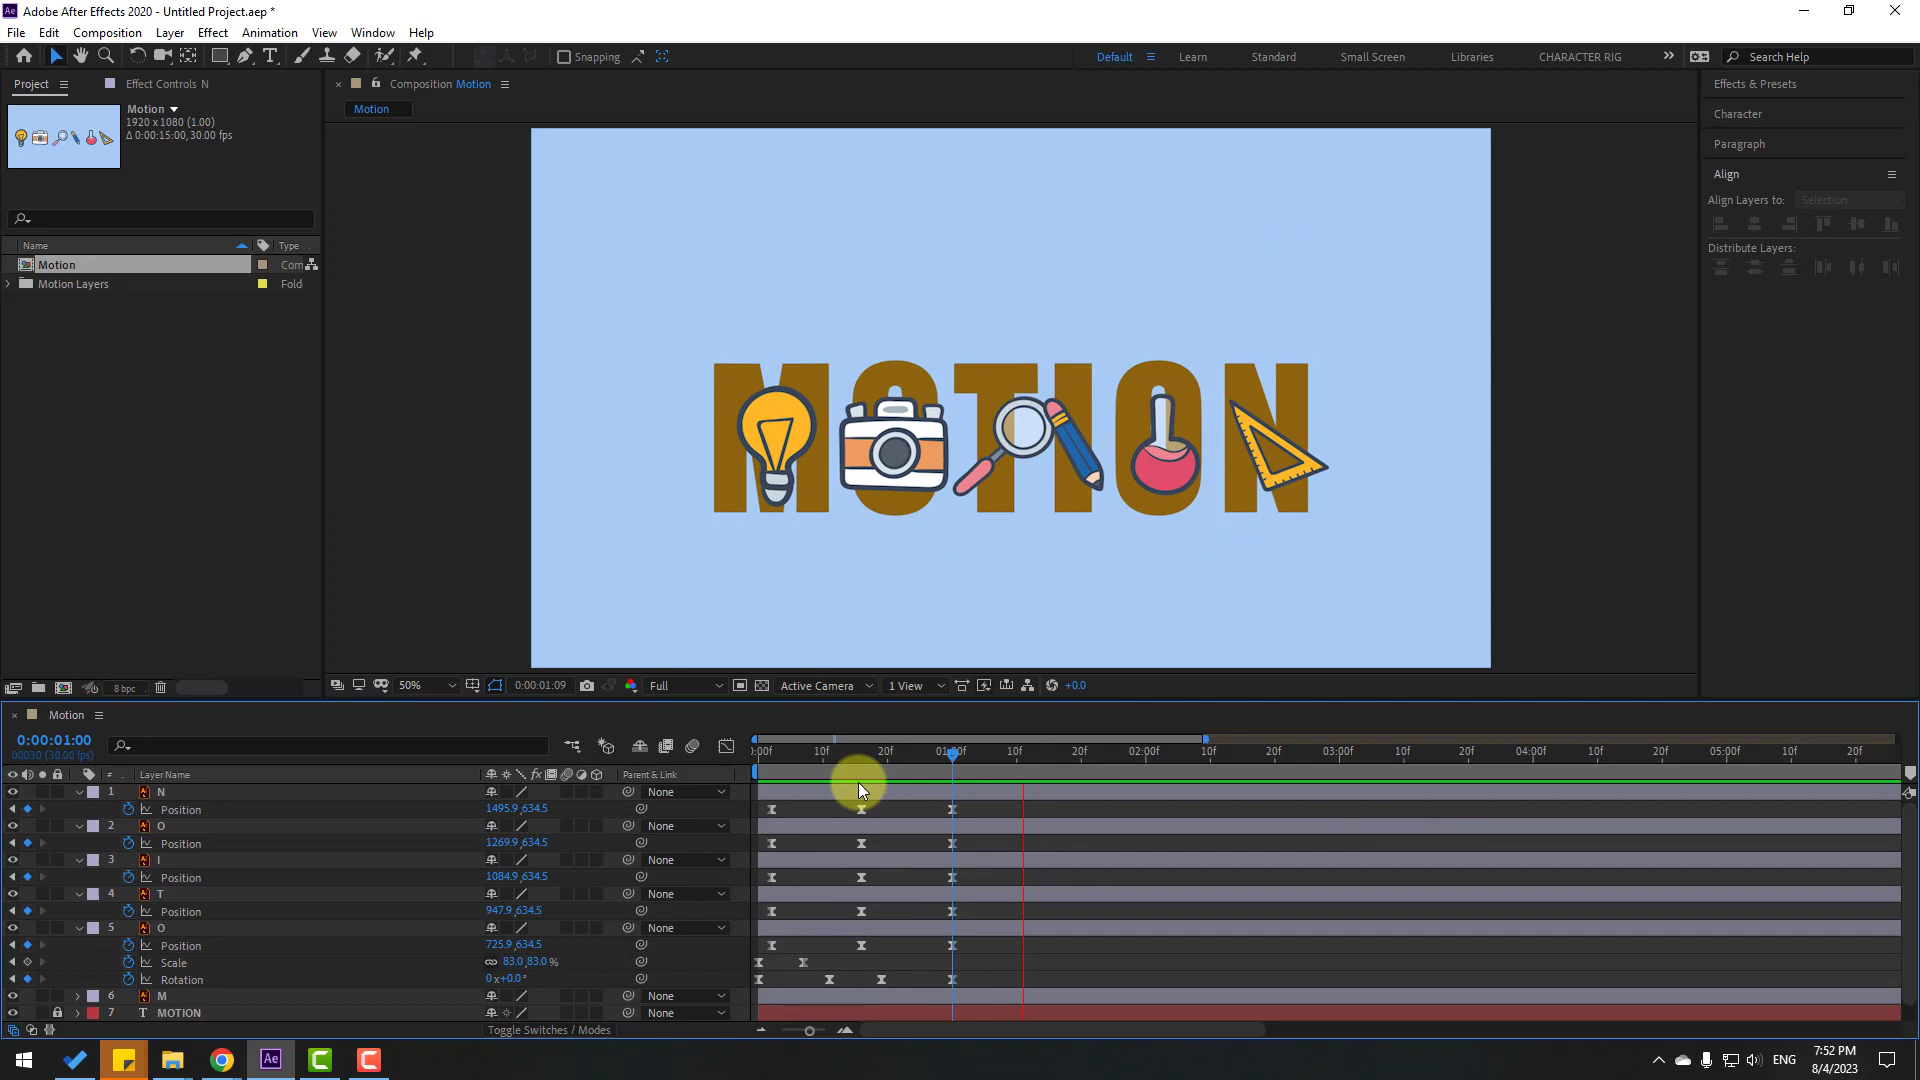 Adobe After Effects 2020 - Untitled Project.aep *
File Edit Composition Layer Effect Animation View Window Help
Snapping Default Learn Standard Small Screen Libraries CHARACTER RIG Search Help
Project Effect Controls N
Composition Motion
Effects & Presets
Motion
1920 x 1080 (1.00)
Δ 0:00:15:00, 30.00 fps
Motion
Character
Paragraph
Align
Align Layers to: Selection
Distribute Layers:
Name Type
Motion Com
Motion Layers Fold
MOTION
8 bpc
50% 0:00:01:09 Full Active Camera 1 View +0.0
Motion
0:00:01:00
00030 (30.00 fps)
):00f 10f 20f 01:00f 10f 20f 02:00f 10f 20f 03:00f 10f 20f 04:00f 10f 20f 05:00f 10f 20f
# Layer Name fx Parent & Link
1 Ai N None
Position 1495.9,634.5
2 Ai O None
Position 1269.9,634.5
3 Ai I None
Position 1084.9,634.5
4 Ai T None
Position 947.9,634.5
5 Ai O None
Position 725.9,634.5
Scale 83.0,83.0 %
Rotation 0 x+0.0 °
6 Ai M None
7 T MOTION None
Toggle Switches / Modes
Ae C C ENG 7:52 PM
8/4/2023